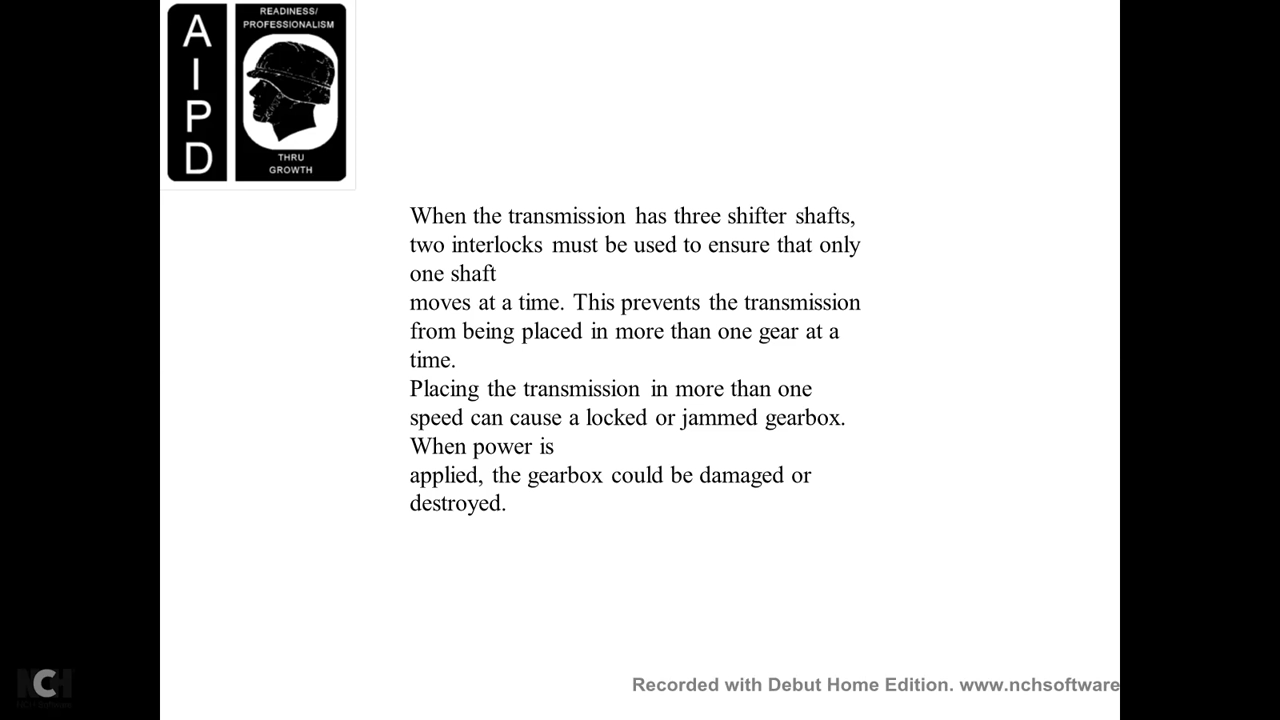 READINESS/
PROFESSIONALISM
A
I
P
D
THRU
GROWTH
When the transmission has three shifter shafts,
two interlocks must be used to ensure that only
one shaft
moves at a time. This prevents the transmission
from being placed in more than one gear at a
time.
Placing the transmission in more than one
speed can cause a locked or jammed gearbox.
When power is
applied, the gearbox could be damaged or
destroyed.
NCH
NCH Software
Recorded with Debut Home Edition. www.nchsoftware